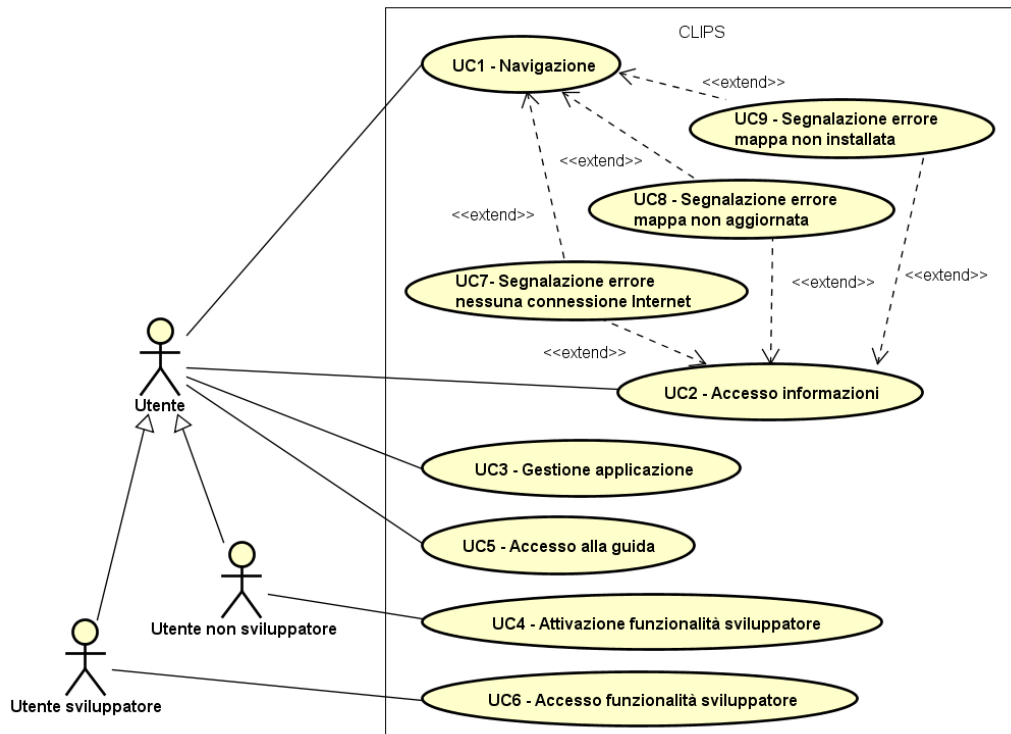 CLIPS
UC1 - Navigazione
<<extend>>
UC9 - Segnalazione errore
mappa non installata
<<extend>>
UC8 - Segnalazione errore
mappa non aggiornata
<<extend>>
UC7- Segnalazione errore
nessuna connessione Internet
<<extend>>
<<extend>>
<<extend>>
UC2 - Accesso informazioni
Utente
UC3 - Gestione applicazione
UC5 - Accesso alla guida
UC4 - Attivazione funzionalità sviluppatore
Utente non sviluppatore
UC6 - Accesso funzionalità sviluppatore
Utente sviluppatore